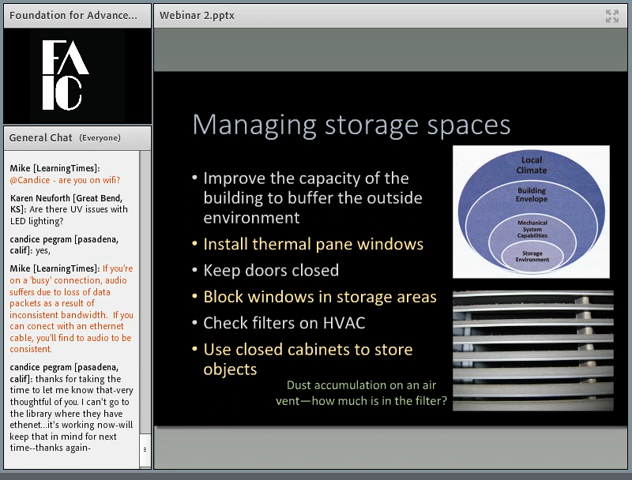 Foundation for Advance...
FA
IC
General Chat (Everyone)
Mike [LearningTimes]:
@Candice - are you on wifi?
Karen Neuforth [Great Bend,
KS]: Are there UV issues with
LED lighting?
candice pegram [pasadena,
calif]: yes,
Mike [LearningTimes]: If you're
on a 'busy' connection, audio
suffers due to loss of data
packets as a result of
inconsistent bandwidth. If you
can conect with an ethernet
cable, you'll find to audio to be
consistent.
candice pegram [pasadena,
calif]: thanks for taking the
time to let me know that-very
thoughtful of you. I can't go to
the library where they have
ethenet...it's working now-will
keep that in mind for next
time--thanks again-
Webinar 2.pptx
Managing storage spaces
• Improve the capacity of the
building to buffer the outside
environment
• Install thermal pane windows
• Keep doors closed
• Block windows in storage areas
• Check filters on HVAC
• Use closed cabinets to store
objects
Local
Climate
Building
Envelope
Mechanical
System
Capabilities
Storage
Environment
Dust accumulation on an air
vent—how much is in the filter?